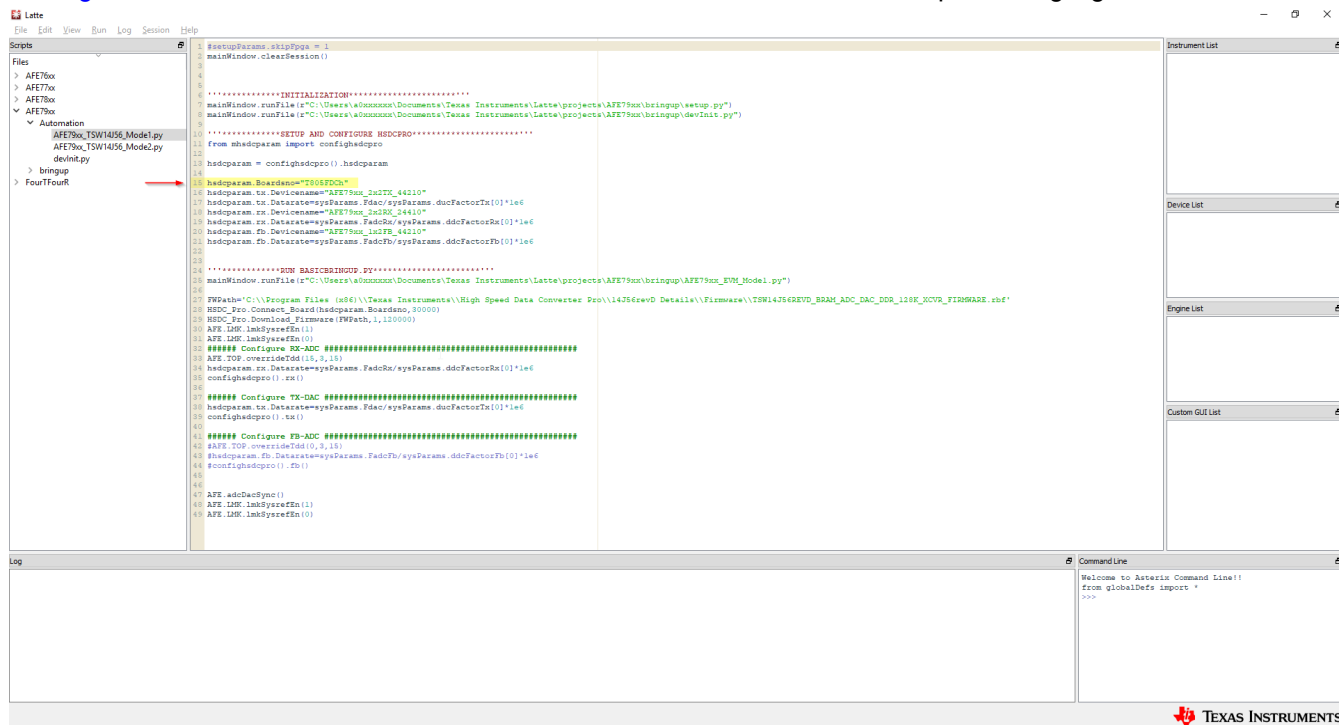 Latte
File Edit View Run Log Session Help
Scripts
Files
AFE76xx
AFE77xx
AFE78xx
AFE79xx
Automation
AFE79xx_TSW14J56_Mode1.py
AFE79xx_TSW14J56_Mode2.py
devInit.py
bringup
FourTFourR
1 #setupParams.skipFpga = 1
2 mainWindow.clearSession()
3
4
5
6 '''************INITIALIZATION**********************'''
7 mainWindow.runFile(r"C:\Users\a0xxxxxx\Documents\Texas Instruments\Latte\projects\AFE79xx\bringup\setup.py")
8 mainWindow.runFile(r"C:\Users\a0xxxxxx\Documents\Texas Instruments\Latte\projects\AFE79xx\bringup\devInit.py")
9
10 '''************SETUP AND CONFIGURE HSDCPRO**********************'''
11 from mhsdcparam import confighsdcpro
12
13 hsdcparam = confighsdcpro().hsdcparam
14
15 hsdcparam.Boardsno="T805FDCh"
16 hsdcparam.tx.Devicename="AFE79xx_2x2TX_44210"
17 hsdcparam.tx.Datarate=sysParams.Fdac/sysParams.ducFactorTx[0]*1e6
18 hsdcparam.rx.Devicename="AFE79xx_2x2RX_24410"
19 hsdcparam.rx.Datarate=sysParams.FadcRx/sysParams.ddcFactorRx[0]*1e6
20 hsdcparam.fb.Devicename="AFE79xx_1x2FB_44210"
21 hsdcparam.fb.Datarate=sysParams.FadcFb/sysParams.ddcFactorFb[0]*1e6
22
23
24 '''************RUN BASICBRINGUP.PY**********************'''
25 mainWindow.runFile(r"C:\Users\a0xxxxxx\Documents\Texas Instruments\Latte\projects\AFE79xx\bringup\AFE79xx_EVM_Mode1.py")
26
27 FWPath='C:\\Program Files (x86)\\Texas Instruments\\High Speed Data Converter Pro\\14J56revD Details\\Firmware\\TSW14J56REVD_BRAM_ADC_DAC_DDR_128K_XCVR_FIRMWARE.rbf'
28 HSDC_Pro.Connect_Board(hsdcparam.Boardsno,30000)
29 HSDC_Pro.Download_Firmware(FWPath,1,120000)
30 AFE.LMK.lmkSysrefEn(1)
31 AFE.LMK.lmkSysrefEn(0)
32 ###### Configure RX-ADC ####################################################
33 AFE.TOP.overrideTdd(15,3,15)
34 hsdcparam.rx.Datarate=sysParams.FadcRx/sysParams.ddcFactorRx[0]*1e6
35 confighsdcpro().rx()
36
37 ###### Configure TX-DAC ####################################################
38 hsdcparam.tx.Datarate=sysParams.Fdac/sysParams.ducFactorTx[0]*1e6
39 confighsdcpro().tx()
40
41 ###### Configure FB-ADC ####################################################
42 #AFE.TOP.overrideTdd(0,3,15)
43 #hsdcparam.fb.Datarate=sysParams.FadcFb/sysParams.ddcFactorFb[0]*1e6
44 #confighsdcpro().fb()
45
46
47 AFE.adcDacSync()
48 AFE.LMK.lmkSysrefEn(1)
49 AFE.LMK.lmkSysrefEn(0)
Instrument List
Device List
Engine List
Custom GUI List
Log
Command Line
Welcome to Asterix Command Line!!
from globalDefs import *
>>>
TEXAS INSTRUMENTS